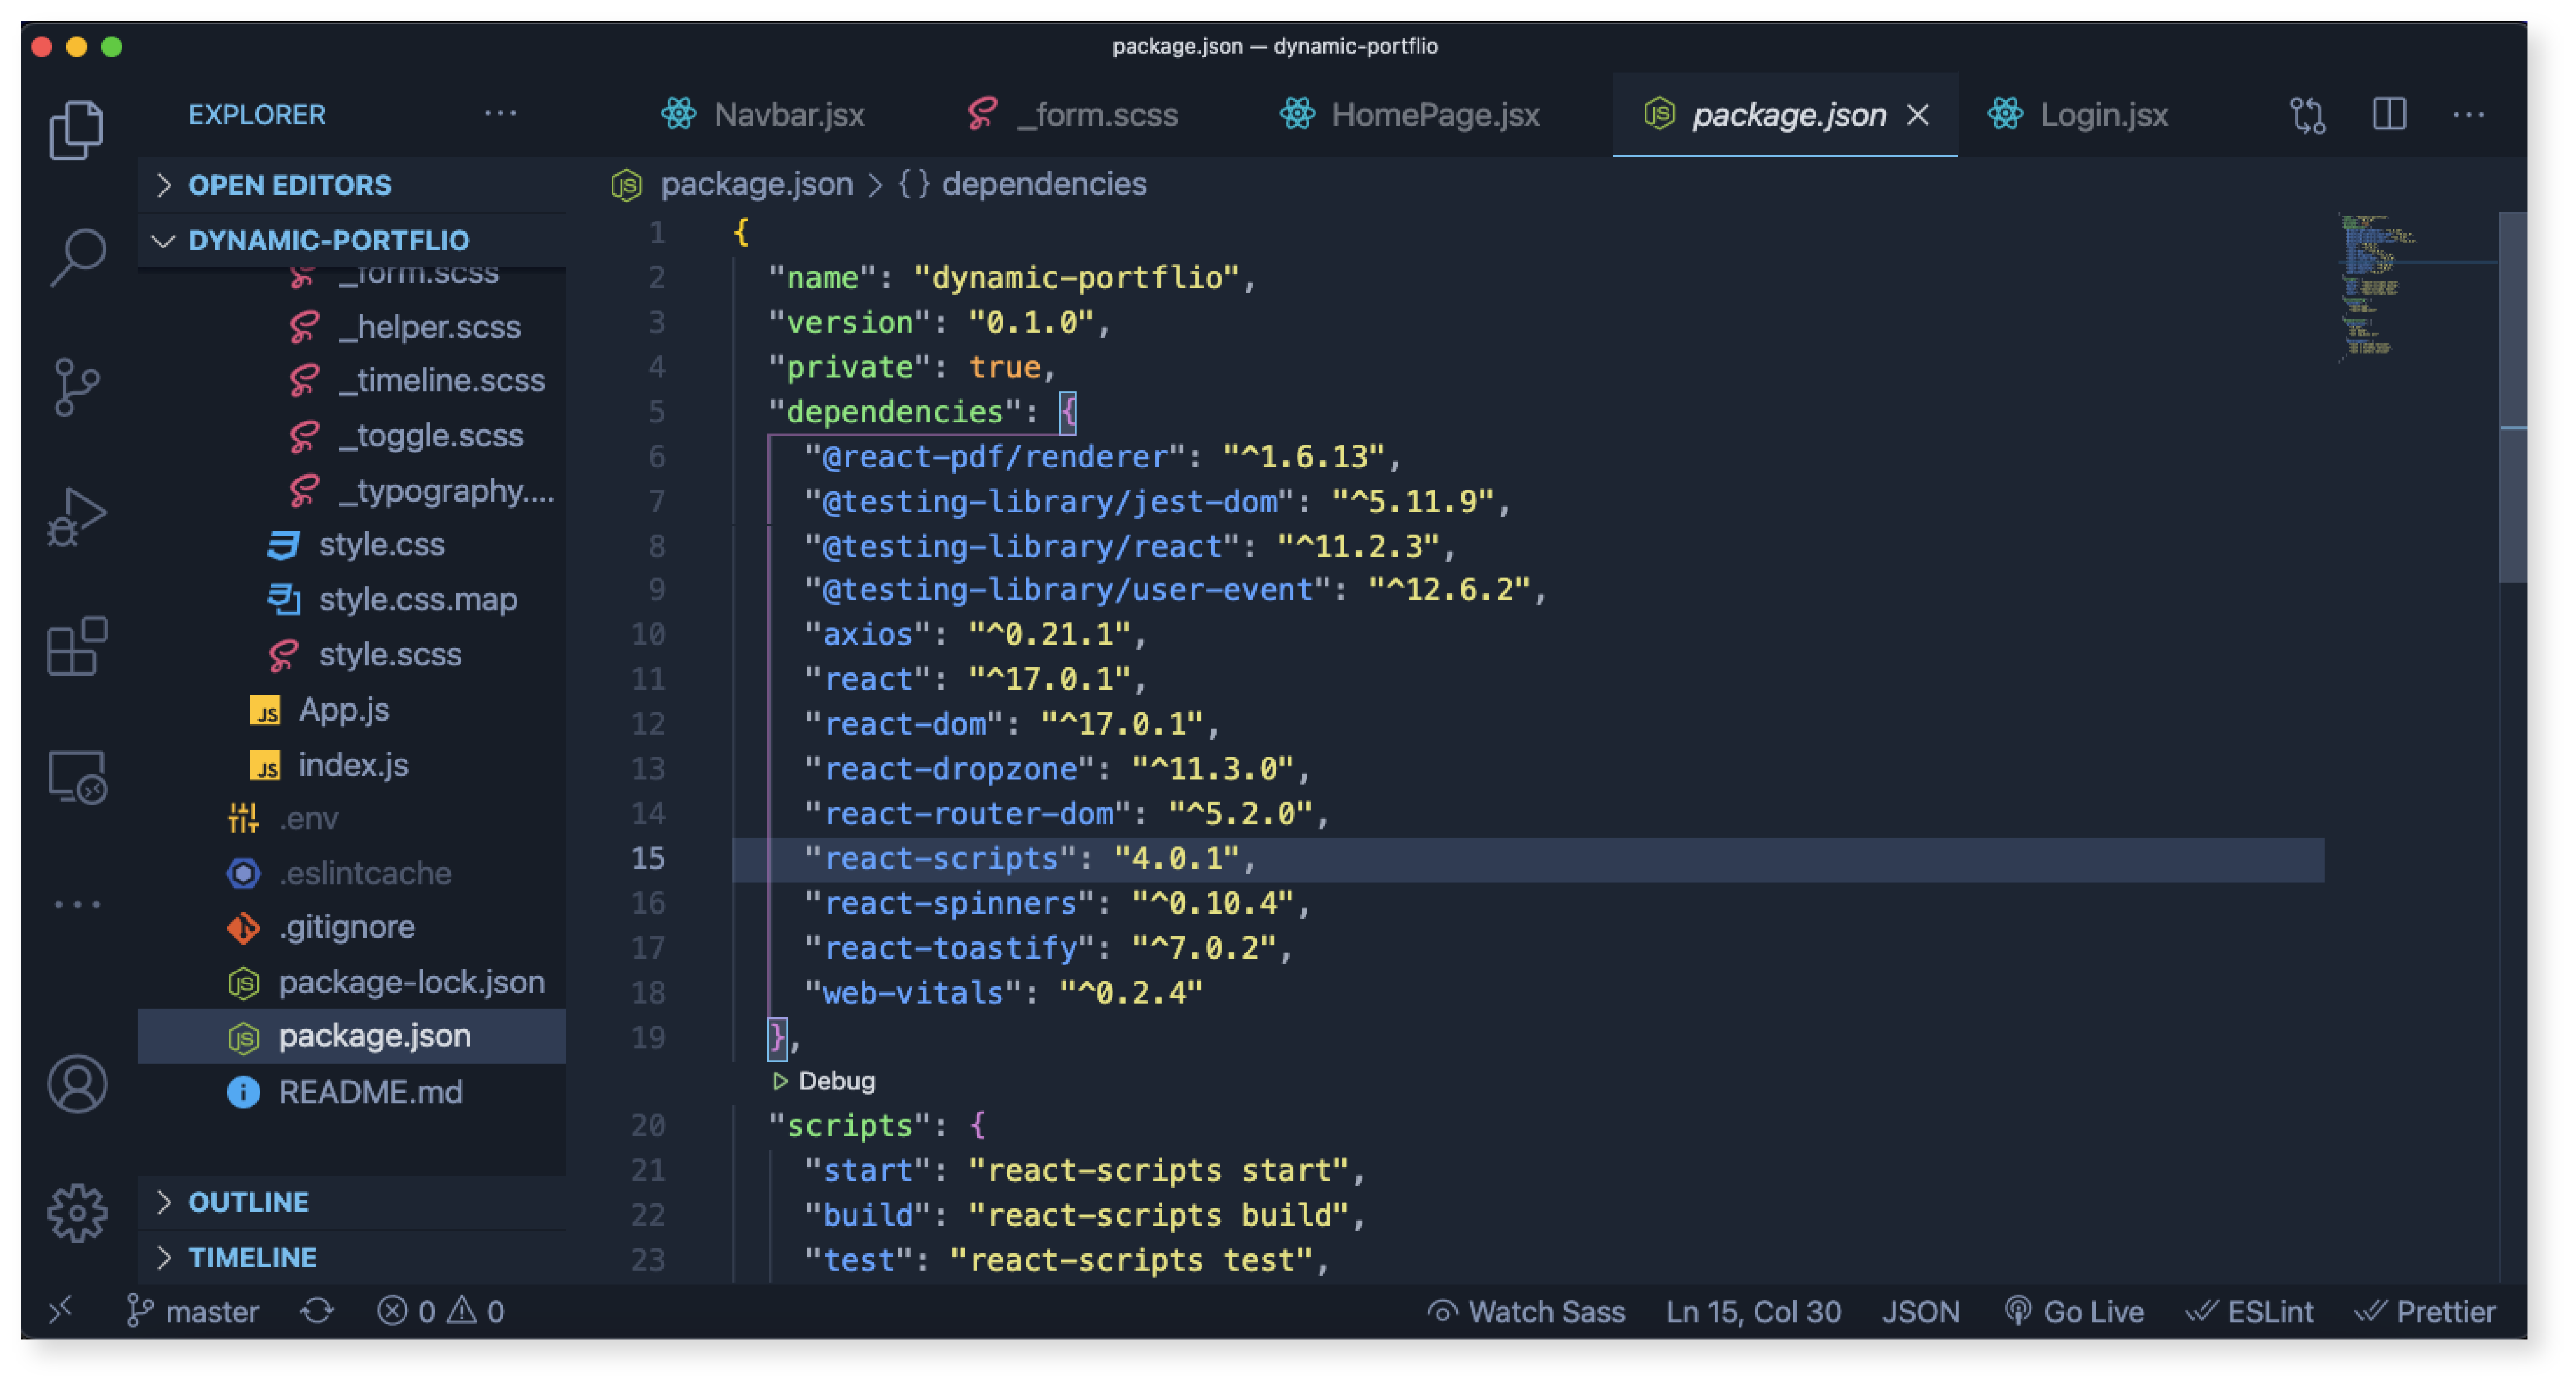 package.json — dynamic-portflio
EXPLORER
Navbar.jsx
_form.scss
HomePage.jsx
package.json
Login.jsx
OPEN EDITORS
DYNAMIC-PORTFLIO
_form.scss
_helper.scss
_timeline.scss
_toggle.scss
_typography....
style.css
style.css.map
style.scss
JS App.js
JS index.js
.env
.eslintcache
.gitignore
package-lock.json
package.json
README.md
OUTLINE
TIMELINE
package.json > {} dependencies
1 {
2 "name": "dynamic-portflio",
3 "version": "0.1.0",
4 "private": true,
5 "dependencies": {
6 "@react-pdf/renderer": "^1.6.13",
7 "@testing-library/jest-dom": "^5.11.9",
8 "@testing-library/react": "^11.2.3",
9 "@testing-library/user-event": "^12.6.2",
10 "axios": "^0.21.1",
11 "react": "^17.0.1",
12 "react-dom": "^17.0.1",
13 "react-dropzone": "^11.3.0",
14 "react-router-dom": "^5.2.0",
15 "react-scripts": "4.0.1",
16 "react-spinners": "^0.10.4",
17 "react-toastify": "^7.0.2",
18 "web-vitals": "^0.2.4"
19 },
Debug
20 "scripts": {
21 "start": "react-scripts start",
22 "build": "react-scripts build",
23 "test": "react-scripts test",
master 0 0 Watch Sass Ln 15, Col 30 JSON Go Live ESLint Prettier